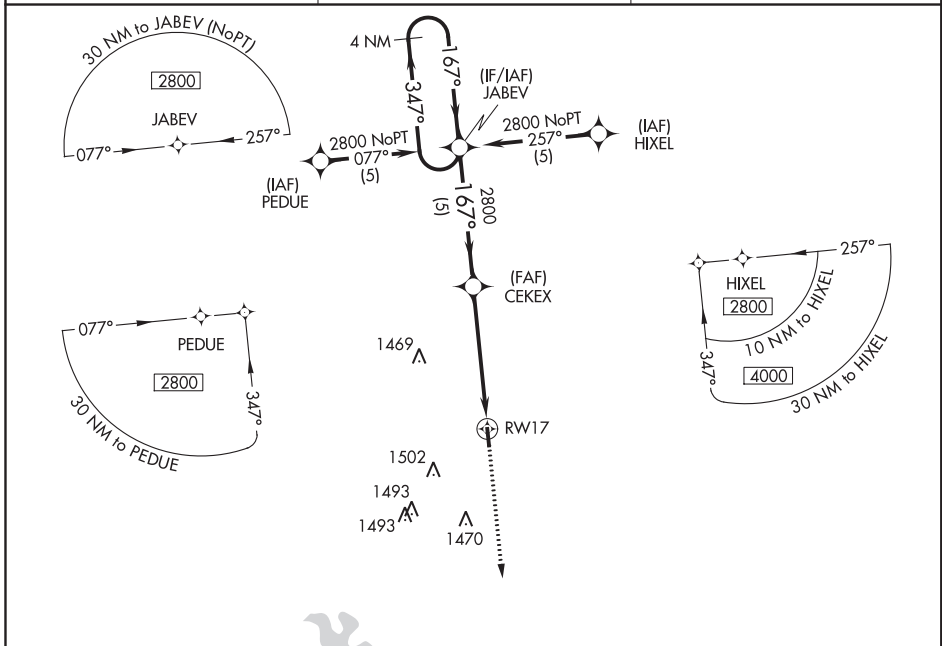 30 NM to JABEV (NoPT)
2800
JABEV
077°
257°
4 NM
167°
347°
(IF/IAF)
JABEV
2800 NoPT
077°
(5)
(IAF)
PEDUE
2800 NoPT
257°
(5)
(IAF)
HIXEL
2800
167°
(5)
(FAF)
CEKEX
077°
PEDUE
2800
347°
30 NM to PEDUE
257°
HIXEL
2800
10 NM to HIXEL
347°
4000
30 NM to HIXEL
1469
RW17
1502
1493
1493
1470